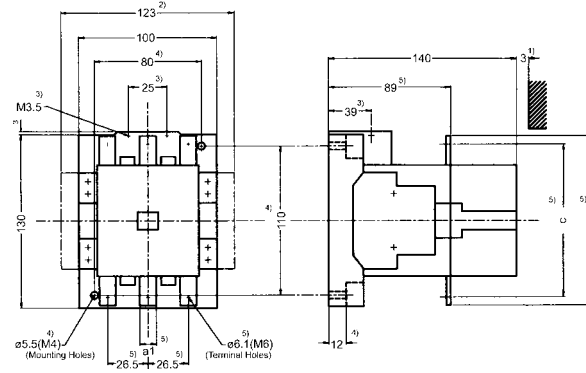 123 2)
100
80 4)
25 3)
M3.5 3)
3
130
110 4)
4)
ø5.5(M4)
(Mounting Holes)
a1 5)
26.5 5)
26.5 5)
5)
ø6.1(M6)
(Terminal Holes)
140
3 1)
89 5)
39 3)
c 5)
5)
12 4)